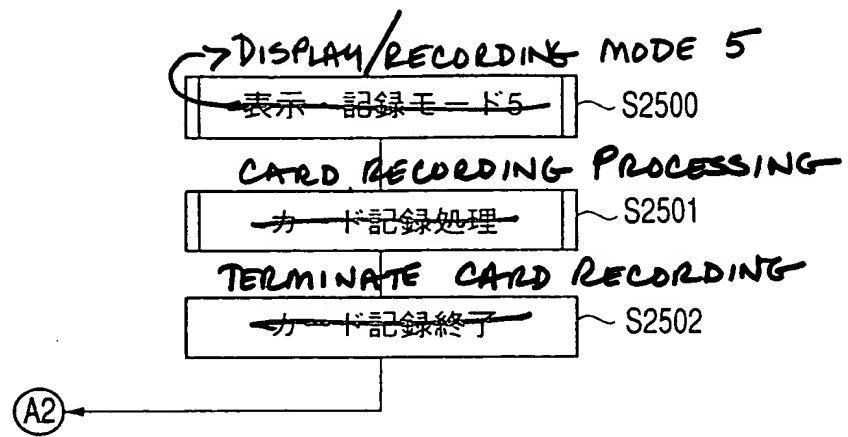 DISPLAY/RECORDING MODE 5
表示・記録モード5 S2500
CARD RECORDING PROCESSING
カード記録処理 S2501
TERMINATE CARD RECORDING
カード記録終了 S2502
A2